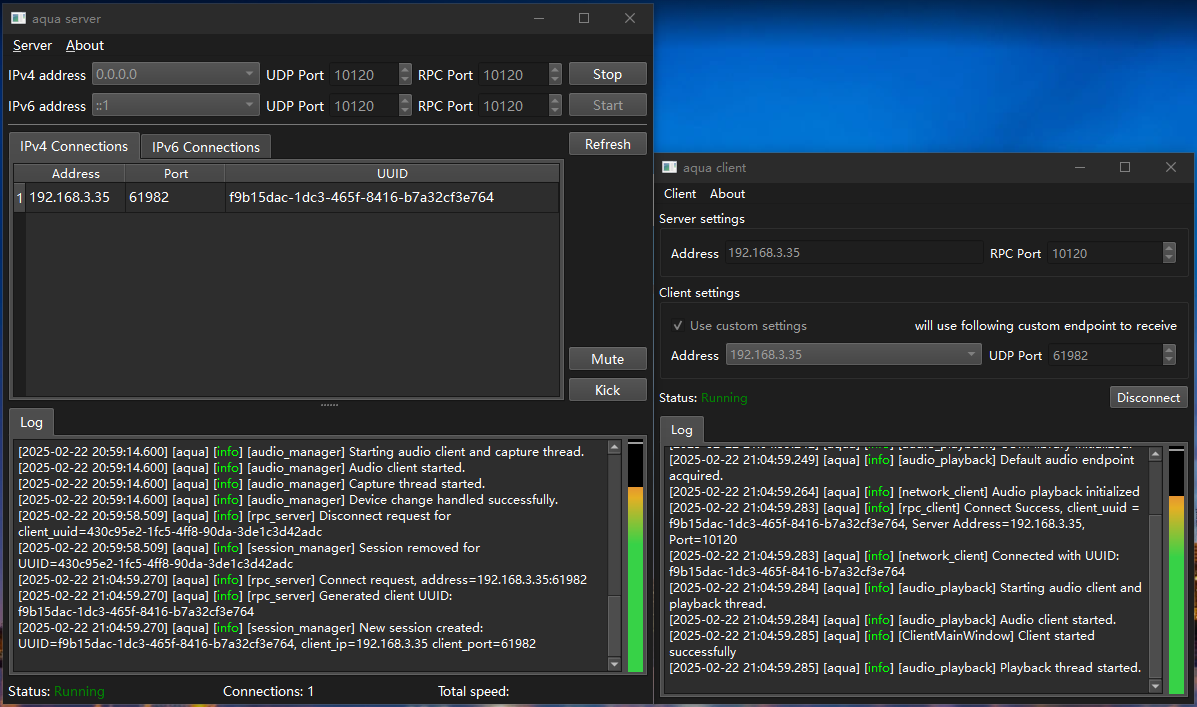 aqua server
Server About
IPv4 address 0.0.0.0 UDP Port 10120 RPC Port 10120 Stop
IPv6 address ::1 UDP Port 10120 RPC Port 10120 Start
IPv4 Connections IPv6 Connections Refresh
Address Port UUID
1 192.168.3.35 61982 f9b15dac-1dc3-465f-8416-b7a32cf3e764
Mute
Kick
Log
[2025-02-22 20:59:14.600] [aqua] [info] [audio_manager] Starting audio client and capture thread.
[2025-02-22 20:59:14.600] [aqua] [info] [audio_manager] Audio client started.
[2025-02-22 20:59:14.600] [aqua] [info] [audio_manager] Capture thread started.
[2025-02-22 20:59:14.600] [aqua] [info] [audio_manager] Device change handled successfully.
[2025-02-22 20:59:58.509] [aqua] [info] [rpc_server] Disconnect request for
client_uuid=430c95e2-1fc5-4ff8-90da-3de1c3d42adc
[2025-02-22 20:59:58.509] [aqua] [info] [session_manager] Session removed for
UUID=430c95e2-1fc5-4ff8-90da-3de1c3d42adc
[2025-02-22 21:04:59.270] [aqua] [info] [rpc_server] Connect request, address=192.168.3.35:61982
[2025-02-22 21:04:59.270] [aqua] [info] [rpc_server] Generated client UUID:
f9b15dac-1dc3-465f-8416-b7a32cf3e764
[2025-02-22 21:04:59.270] [aqua] [info] [session_manager] New session created:
UUID=f9b15dac-1dc3-465f-8416-b7a32cf3e764, client_ip=192.168.3.35 client_port=61982
Status: Running Connections: 1 Total speed:
aqua client
Client About
Server settings
Address 192.168.3.35 RPC Port 10120
Client settings
Use custom settings will use following custom endpoint to receive
Address 192.168.3.35 UDP Port 61982
Status: Running Disconnect
Log
[2025-02-22 21:04:59.249] [aqua] [info] [audio_playback] Default audio endpoint
acquired.
[2025-02-22 21:04:59.264] [aqua] [info] [network_client] Audio playback initialized
[2025-02-22 21:04:59.283] [aqua] [info] [rpc_client] Connect Success, client_uuid =
f9b15dac-1dc3-465f-8416-b7a32cf3e764, Server Address=192.168.3.35,
Port=10120
[2025-02-22 21:04:59.283] [aqua] [info] [network_client] Connected with UUID:
f9b15dac-1dc3-465f-8416-b7a32cf3e764
[2025-02-22 21:04:59.284] [aqua] [info] [audio_playback] Starting audio client and
playback thread.
[2025-02-22 21:04:59.284] [aqua] [info] [audio_playback] Audio client started.
[2025-02-22 21:04:59.285] [aqua] [info] [ClientMainWindow] Client started
successfully
[2025-02-22 21:04:59.285] [aqua] [info] [audio_playback] Playback thread started.